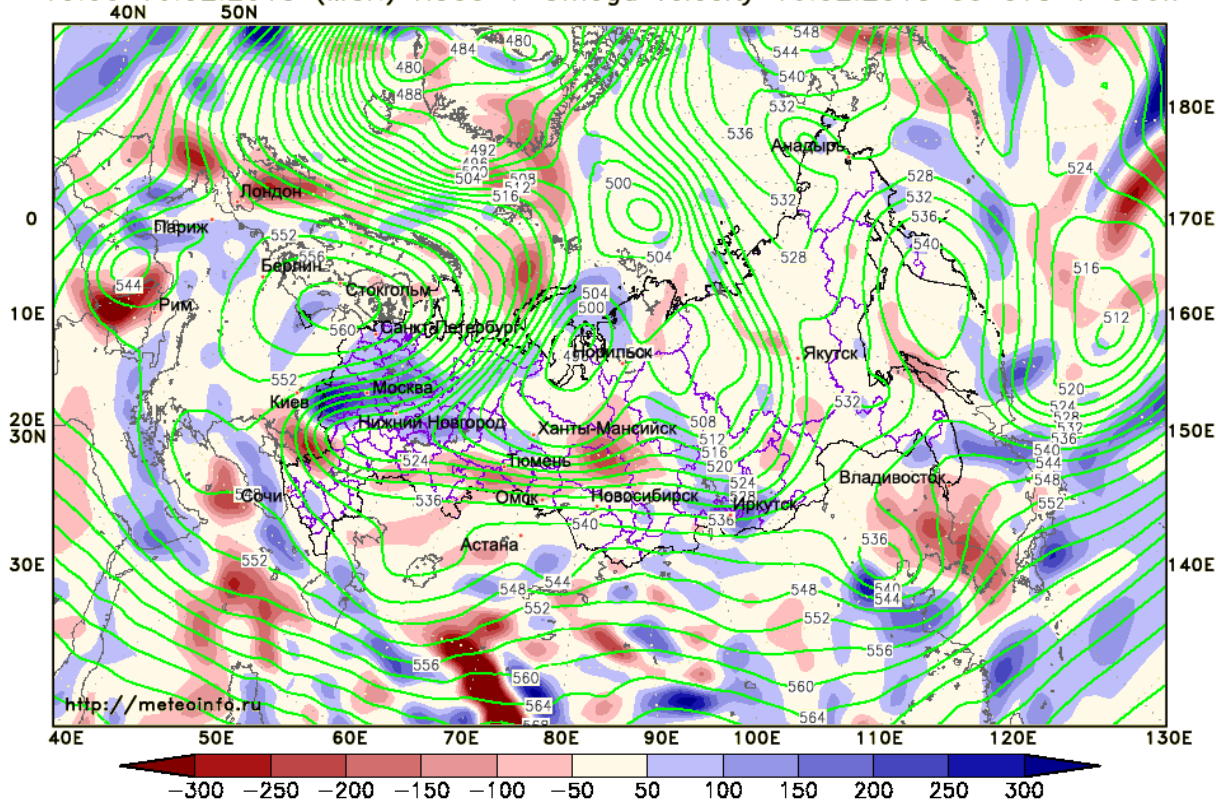 40N 50N
480
484
548
544
480
540
488
532
180E
536
Анадырь
492
496
500
504
508
512
516
500
528
524
Лондон
532
532
0
Париж
536
170E
552
540
556
504
528
Берлин
516
544
Стокгольм
504
500
Рим
10E
160E
560
Санкт-Петербург
512
Норильск
Якутск
552
Москва
520
Киев
532
524
528
20E
Нижний Новгород
508
532
30N
Ханты-Мансийск
512
536
150E
516
540
524
Тюмень
520
544
Владивосток
548
524
Сочи
536
Омск
Новосибирск
528
Иркутск
552
540
536
Астана
536
552
30E
544
140E
548
548
540
544
552
552
556
556
560
560
http://meteoinfo.ru
564
564
568
40E 50E 60E 70E 80E 90E 100E 110E 120E 130E
−300 −250 −200 −150 −100 −50 50 100 150 200 250 300